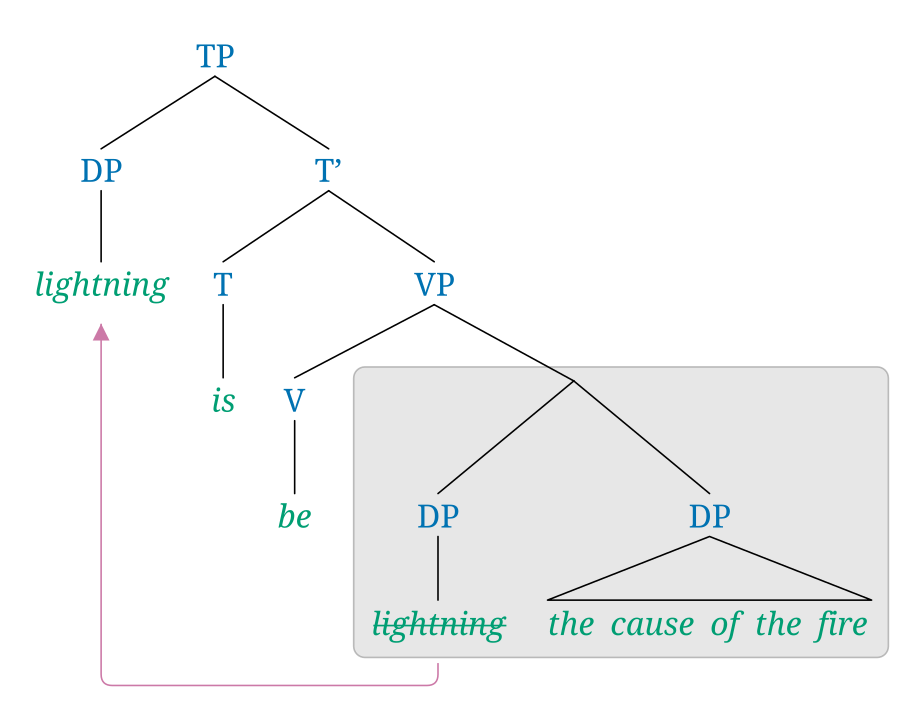 TP
DP T’
lightning T VP
is V
be DP DP
lightning the cause of the fire